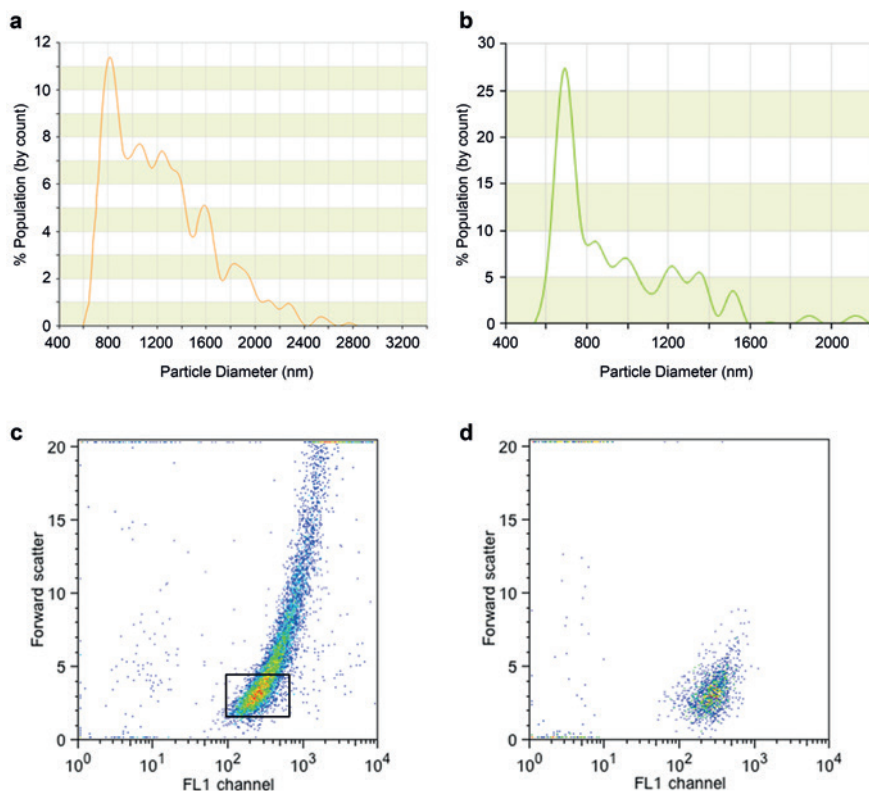 a
12
10
8
6
4
2
0
% Population (by count)
400 800 1200 1600 2000 2400 2800 3200
Particle Diameter (nm)
b
30
25
20
15
10
5
0
% Population (by count)
400 600 800 1000 1200 1400 1600 2000
Particle Diameter (nm)
c
20
15
10
5
0
Forward scatter
10⁰ 10¹ 10² 10³ 10⁴
FL1 channel
d
20
15
10
5
0
Forward scatter
10⁰ 10¹ 10² 10³ 10⁴
FL1 channel